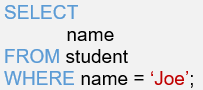 SELECT
name
FROM student
WHERE name = ‘Joe’;